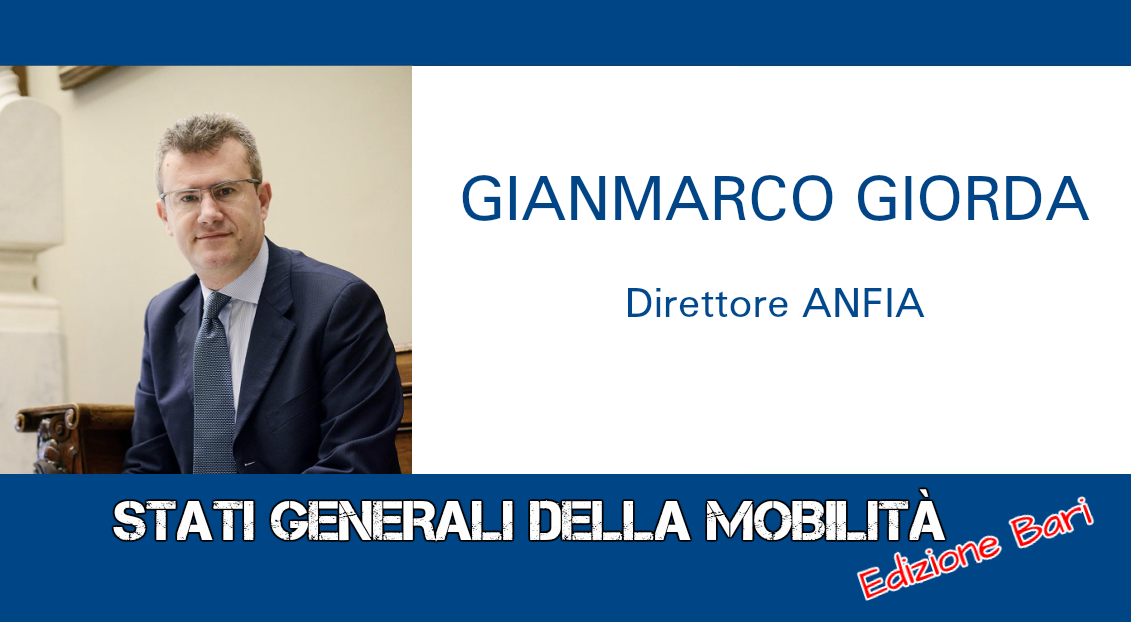 GIANMARCO GIORDA
Direttore ANFIA
STATI GENERALI DELLA MOBILITÀ
Edizione Bari